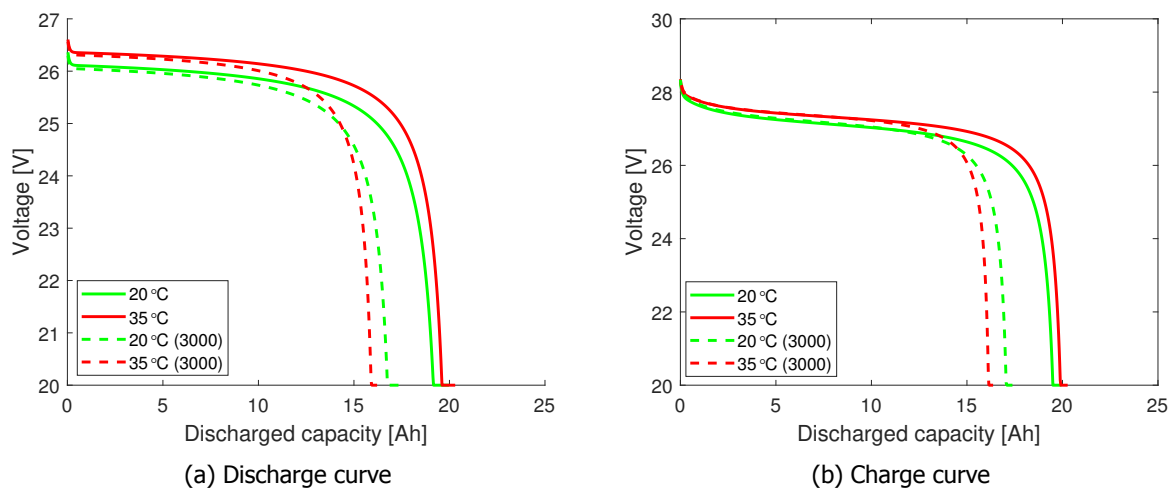 27
26
25
24
23
22
21
20
Voltage [V]
20 °C
35 °C
20 °C (3000)
35 °C (3000)
0 5 10 15 20 25
Discharged capacity [Ah]
(a) Discharge curve
30
28
26
24
22
20
Voltage [V]
20 °C
35 °C
20 °C (3000)
35 °C (3000)
0 5 10 15 20 25
Discharged capacity [Ah]
(b) Charge curve